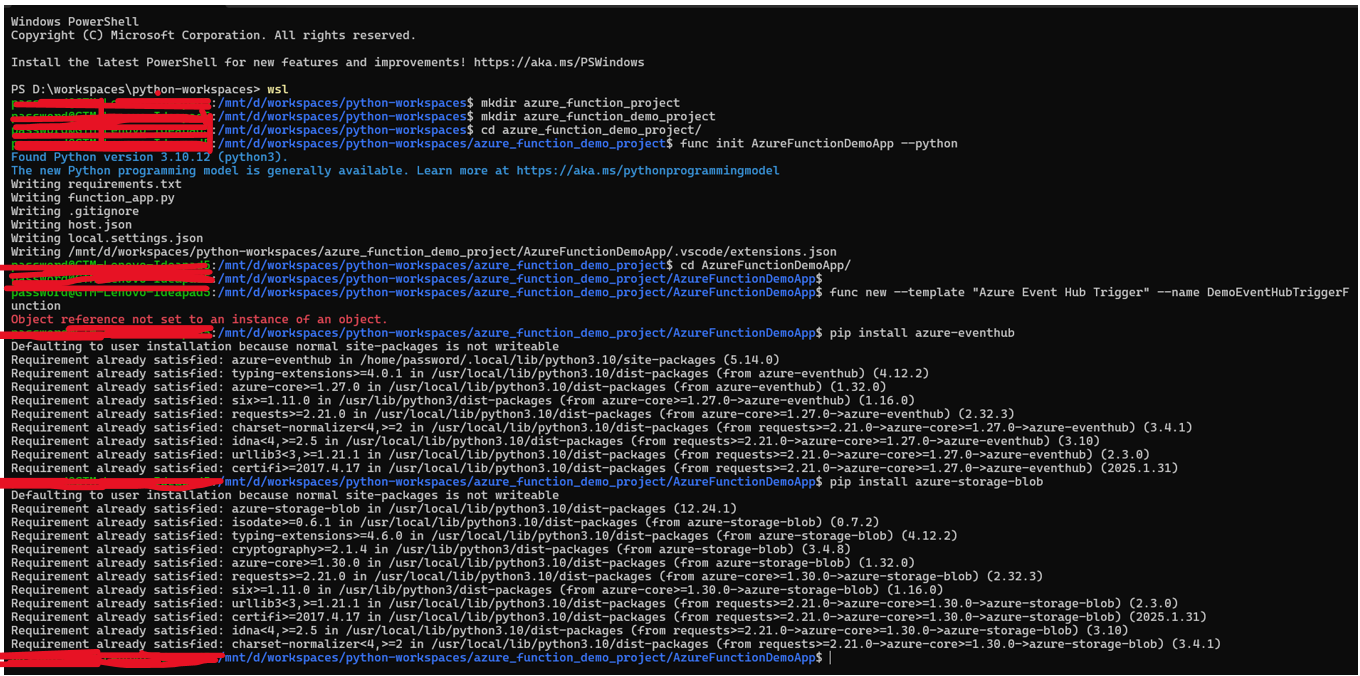 Windows PowerShell
Copyright (C) Microsoft Corporation. All rights reserved.
Install the latest PowerShell for new features and improvements! https://aka.ms/PSWindows
PS D:\workspaces\python-workspaces> wsl
:/mnt/d/workspaces/python-workspaces$ mkdir azure_function_project
:/mnt/d/workspaces/python-workspaces$ mkdir azure_function_demo_project
:/mnt/d/workspaces/python-workspaces$ cd azure_function_demo_project/
:/mnt/d/workspaces/python-workspaces/azure_function_demo_project$ func init AzureFunctionDemoApp --python
Found Python version 3.10.12 (python3).
The new Python programming model is generally available. Learn more at https://aka.ms/pythonprogrammingmodel
Writing requirements.txt
Writing function_app.py
Writing .gitignore
Writing host.json
Writing local.settings.json
Writing /mnt/d/workspaces/python-workspaces/azure_function_demo_project/AzureFunctionDemoApp/.vscode/extensions.json
:/mnt/d/workspaces/python-workspaces/azure_function_demo_project$ cd AzureFunctionDemoApp/
:/mnt/d/workspaces/python-workspaces/azure_function_demo_project/AzureFunctionDemoApp$
:/mnt/d/workspaces/python-workspaces/azure_function_demo_project/AzureFunctionDemoApp$ func new --template "Azure Event Hub Trigger" --name DemoEventHubTriggerF
unction
Object reference not set to an instance of an object.
:/mnt/d/workspaces/python-workspaces/azure_function_demo_project/AzureFunctionDemoApp$ pip install azure-eventhub
Defaulting to user installation because normal site-packages is not writeable
Requirement already satisfied: azure-eventhub in /home/password/.local/lib/python3.10/site-packages (5.14.0)
Requirement already satisfied: typing-extensions>=4.0.1 in /usr/local/lib/python3.10/dist-packages (from azure-eventhub) (4.12.2)
Requirement already satisfied: azure-core>=1.27.0 in /usr/local/lib/python3.10/dist-packages (from azure-eventhub) (1.32.0)
Requirement already satisfied: six>=1.11.0 in /usr/lib/python3/dist-packages (from azure-core>=1.27.0->azure-eventhub) (1.16.0)
Requirement already satisfied: requests>=2.21.0 in /usr/local/lib/python3.10/dist-packages (from azure-core>=1.27.0->azure-eventhub) (2.32.3)
Requirement already satisfied: charset-normalizer<4,>=2 in /usr/local/lib/python3.10/dist-packages (from requests>=2.21.0->azure-core>=1.27.0->azure-eventhub) (3.4.1)
Requirement already satisfied: idna<4,>=2.5 in /usr/local/lib/python3.10/dist-packages (from requests>=2.21.0->azure-core>=1.27.0->azure-eventhub) (3.10)
Requirement already satisfied: urllib3<3,>=1.21.1 in /usr/local/lib/python3.10/dist-packages (from requests>=2.21.0->azure-core>=1.27.0->azure-eventhub) (2.3.0)
Requirement already satisfied: certifi>=2017.4.17 in /usr/local/lib/python3.10/dist-packages (from requests>=2.21.0->azure-core>=1.27.0->azure-eventhub) (2025.1.31)
:/mnt/d/workspaces/python-workspaces/azure_function_demo_project/AzureFunctionDemoApp$ pip install azure-storage-blob
Defaulting to user installation because normal site-packages is not writeable
Requirement already satisfied: azure-storage-blob in /usr/local/lib/python3.10/dist-packages (12.24.1)
Requirement already satisfied: isodate>=0.6.1 in /usr/local/lib/python3.10/dist-packages (from azure-storage-blob) (0.7.2)
Requirement already satisfied: typing-extensions>=4.6.0 in /usr/local/lib/python3.10/dist-packages (from azure-storage-blob) (4.12.2)
Requirement already satisfied: cryptography>=2.1.4 in /usr/lib/python3/dist-packages (from azure-storage-blob) (3.4.8)
Requirement already satisfied: azure-core>=1.30.0 in /usr/local/lib/python3.10/dist-packages (from azure-storage-blob) (1.32.0)
Requirement already satisfied: requests>=2.21.0 in /usr/local/lib/python3.10/dist-packages (from azure-core>=1.30.0->azure-storage-blob) (2.32.3)
Requirement already satisfied: six>=1.11.0 in /usr/lib/python3/dist-packages (from azure-core>=1.30.0->azure-storage-blob) (1.16.0)
Requirement already satisfied: urllib3<3,>=1.21.1 in /usr/local/lib/python3.10/dist-packages (from requests>=2.21.0->azure-core>=1.30.0->azure-storage-blob) (2.3.0)
Requirement already satisfied: certifi>=2017.4.17 in /usr/local/lib/python3.10/dist-packages (from requests>=2.21.0->azure-core>=1.30.0->azure-storage-blob) (2025.1.31)
Requirement already satisfied: idna<4,>=2.5 in /usr/local/lib/python3.10/dist-packages (from requests>=2.21.0->azure-core>=1.30.0->azure-storage-blob) (3.10)
Requirement already satisfied: charset-normalizer<4,>=2 in /usr/local/lib/python3.10/dist-packages (from requests>=2.21.0->azure-core>=1.30.0->azure-storage-blob) (3.4.1)
/mnt/d/workspaces/python-workspaces/azure_function_demo_project/AzureFunctionDemoApp$